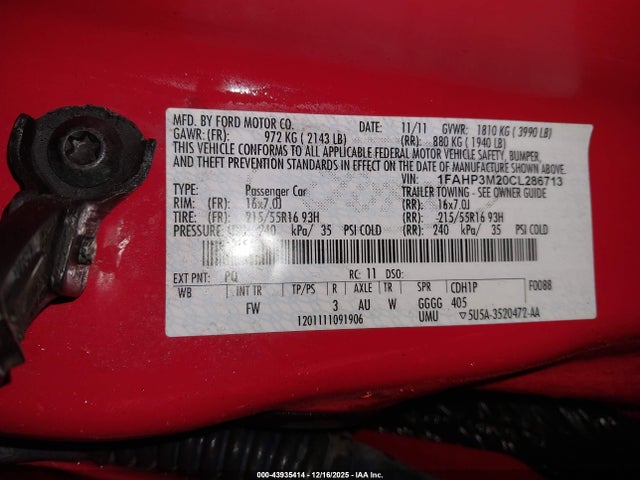 MFD. BY FORD MOTOR CO. DATE: 11/11 GVWR: 1810 KG ( 3990 LB)
GAWR: (FR): 972 KG ( 2143 LB) (RR): 880 KG ( 1940 LB)
THIS VEHICLE CONFORMS TO ALL APPLICABLE FEDERAL MOTOR VEHICLE SAFETY, BUMPER,
AND THEFT PREVENTION STANDARDS IN EFFECT ON THE DATE OF MANUFACTURE SHOWN ABOVE.
VIN: 1FAHP3M20CL286713
TYPE: Passenger Car TRAILER TOWING - SEE OWNER GUIDE
RIM: (FR): 16x7.0J (RR): 16x7.0J
TIRE: (FR): 215/55R16 93H (RR): 215/55R16 93H
PRESSURE 240 kPa/ 35 PSI COLD (RR): 240 kPa/ 35 PSI COLD
EXT PNT: PQ RC: 11 DSO:
WB INT TR TP/PS R AXLE TR SPR CDH1P F0088
FW 3 AU W GGGG 405
1201111091906 UMU ▽5U5A-3520472-AA
000-43935414 - 12/16/2025 - IAA Inc.